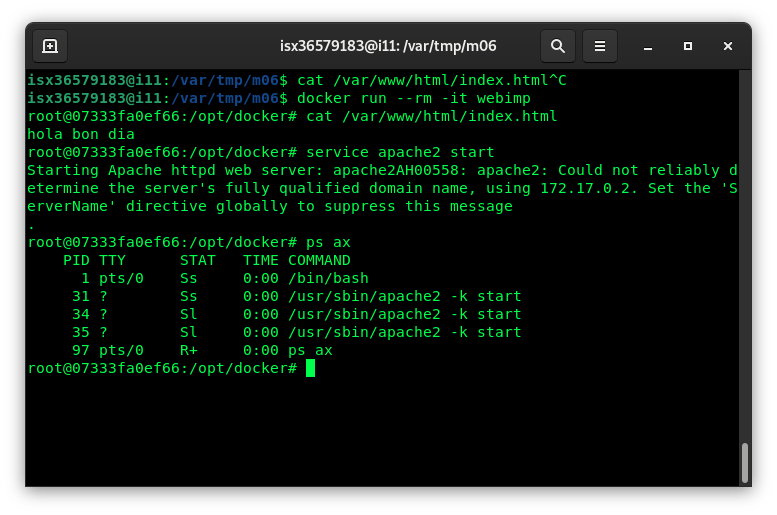 isx36579183@i11: /var/tmp/m06
isx36579183@i11:/var/tmp/m06$ cat /var/www/html/index.html^C
isx36579183@i11:/var/tmp/m06$ docker run --rm -it webimp
root@07333fa0ef66:/opt/docker# cat /var/www/html/index.html
hola bon dia
root@07333fa0ef66:/opt/docker# service apache2 start
Starting Apache httpd web server: apache2AH00558: apache2: Could not reliably d
etermine the server's fully qualified domain name, using 172.17.0.2. Set the 'S
erverName' directive globally to suppress this message
.
root@07333fa0ef66:/opt/docker# ps ax
    PID TTY      STAT   TIME COMMAND
      1 pts/0    Ss     0:00 /bin/bash
     31 ?        Ss     0:00 /usr/sbin/apache2 -k start
     34 ?        Sl     0:00 /usr/sbin/apache2 -k start
     35 ?        Sl     0:00 /usr/sbin/apache2 -k start
     97 pts/0    R+     0:00 ps ax
root@07333fa0ef66:/opt/docker#